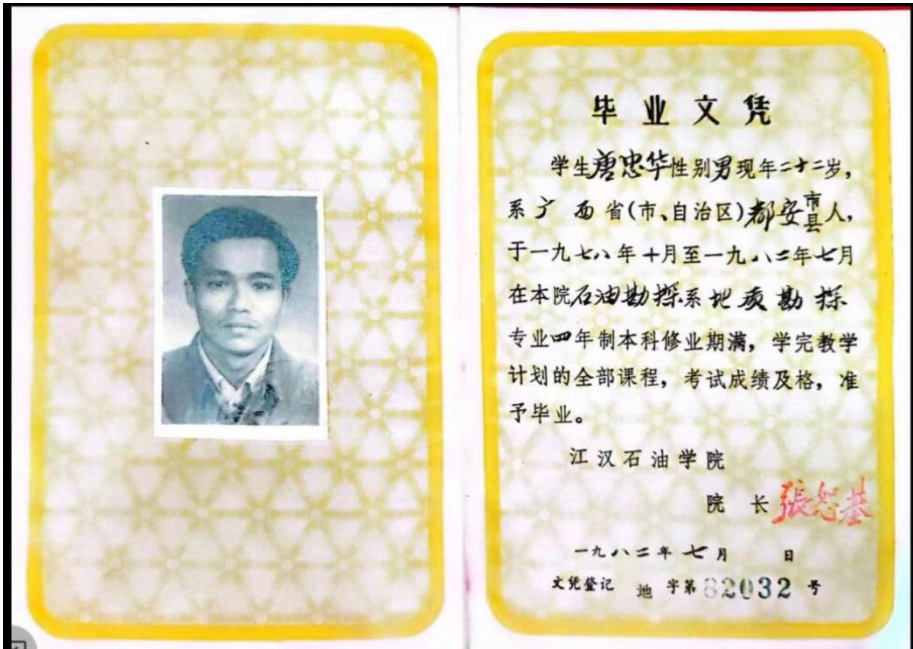 毕业文凭
学生唐忠华性别男现年二十二岁，
系广西省(市、自治区)都安市县人，
于一九七八年十月至一九八二年七月
在本院石油勘探系地质勘探
专业四年制本科修业期满，学完教学
计划的全部课程，考试成绩及格，准
予毕业。
江汉石油学院
院 长 張恕基
一九八二年七月 日
文凭登记 地 字第82032号